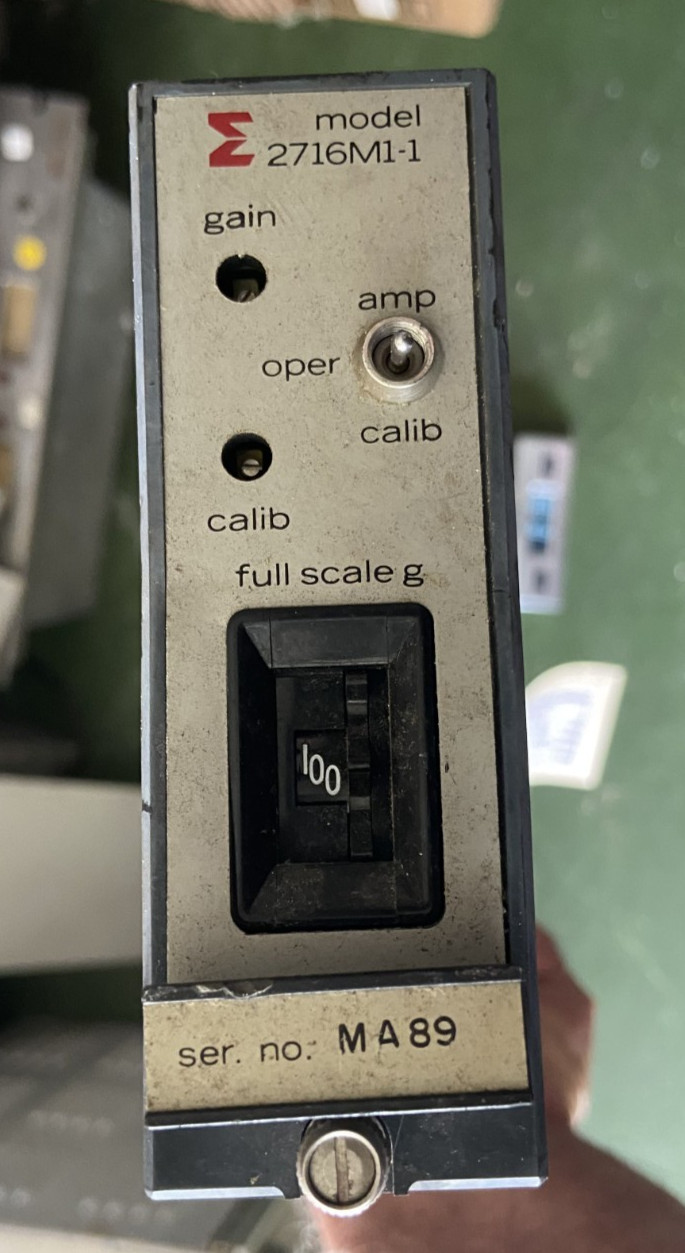 model
2716M1-1
gain
amp
oper
calib
calib
full scale g
100
ser. no: MA89